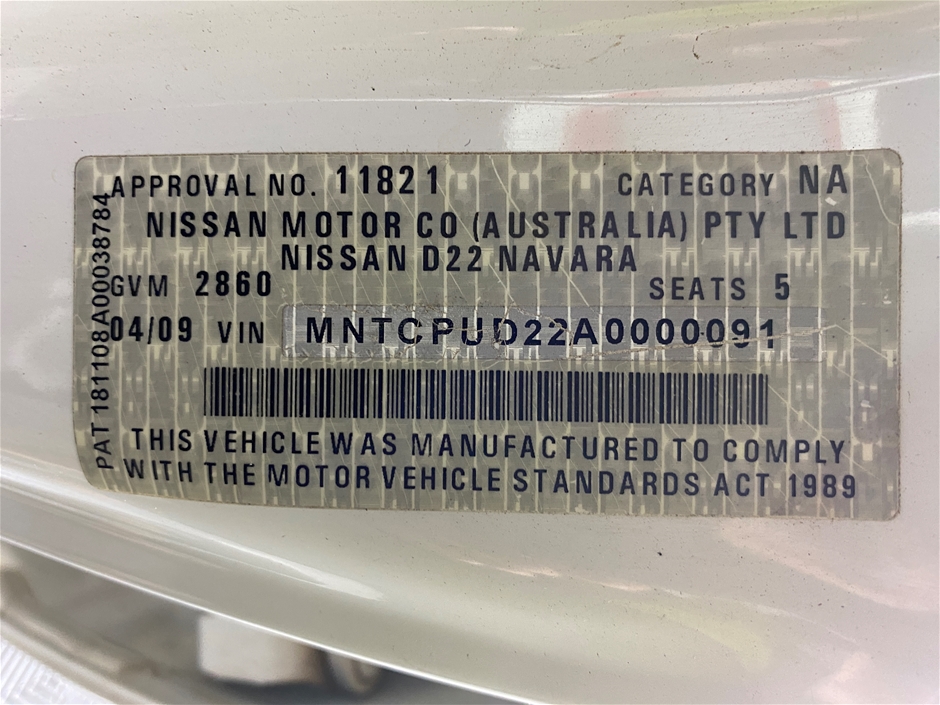 APPROVAL NO. 11821 CATEGORY NA
NISSAN MOTOR CO (AUSTRALIA) PTY LTD
NISSAN D22 NAVARA
GVM 2860 SEATS 5
04/09 VIN MNTCPUD22A0000091
THIS VEHICLE WAS MANUFACTURED TO COMPLY
WITH THE MOTOR VEHICLE STANDARDS ACT 1989
PAT 181108A00038784